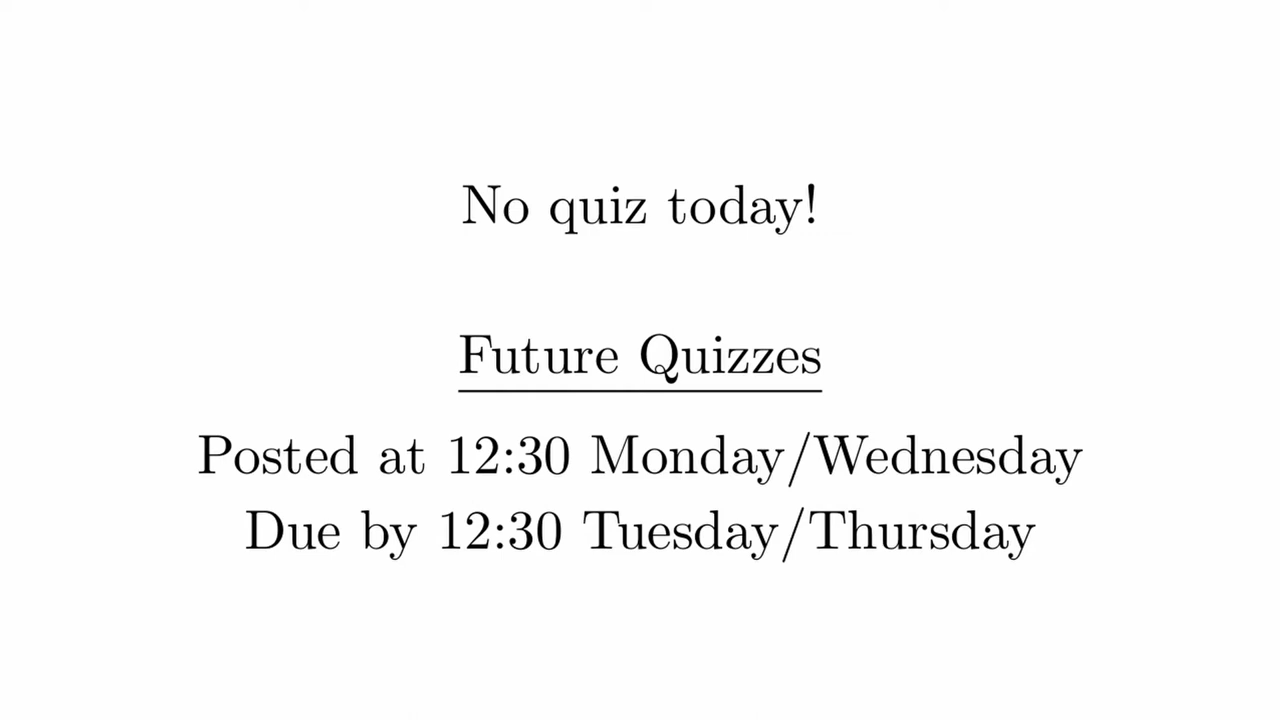 No quiz today!
Future Quizzes
Posted at 12:30 Monday/Wednesday
Due by 12:30 Tuesday/Thursday